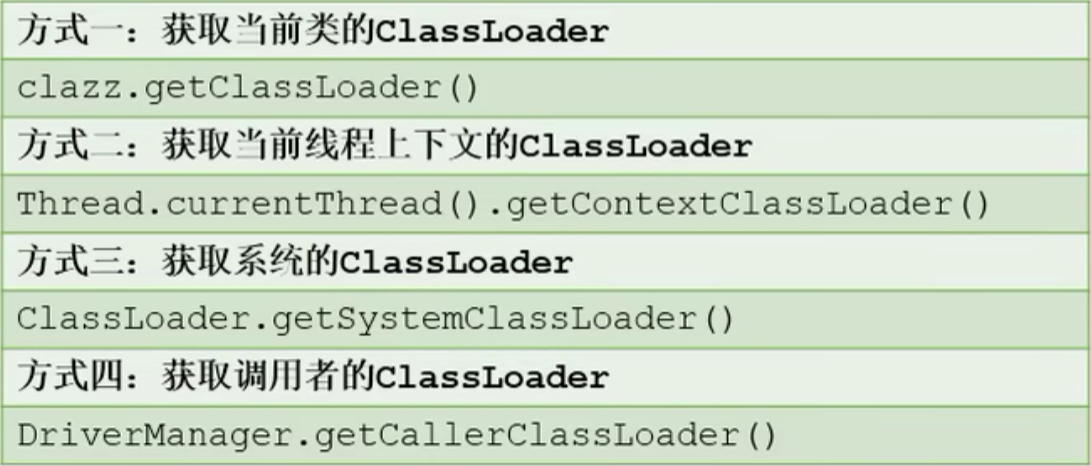 方式一：获取当前类的ClassLoader
clazz.getClassLoader()
方式二：获取当前线程上下文的ClassLoader
Thread.currentThread().getContextClassLoader()
方式三：获取系统的ClassLoader
ClassLoader.getSystemClassLoader()
方式四：获取调用者的ClassLoader
DriverManager.getCallerClassLoader()